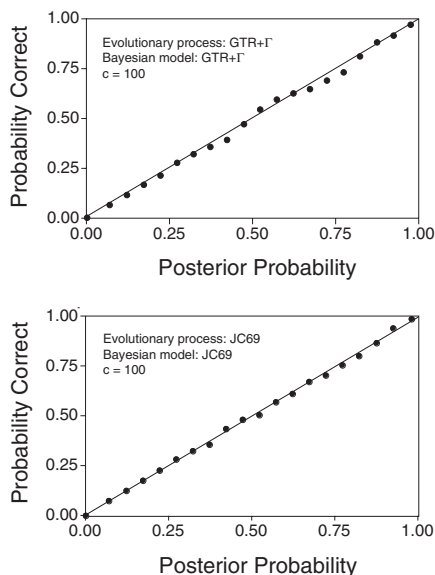 Probability Correct
1.00
0.75
0.50
0.25
0.00
Evolutionary process: GTR+Γ
Bayesian model: GTR+Γ
c = 100
0.00 0.25 0.50 0.75 1.00
Posterior Probability
Probability Correct
1.00
0.75
0.50
0.25
0.00
Evolutionary process: JC69
Bayesian model: JC69
c = 100
0.00 0.25 0.50 0.75 1.00
Posterior Probability